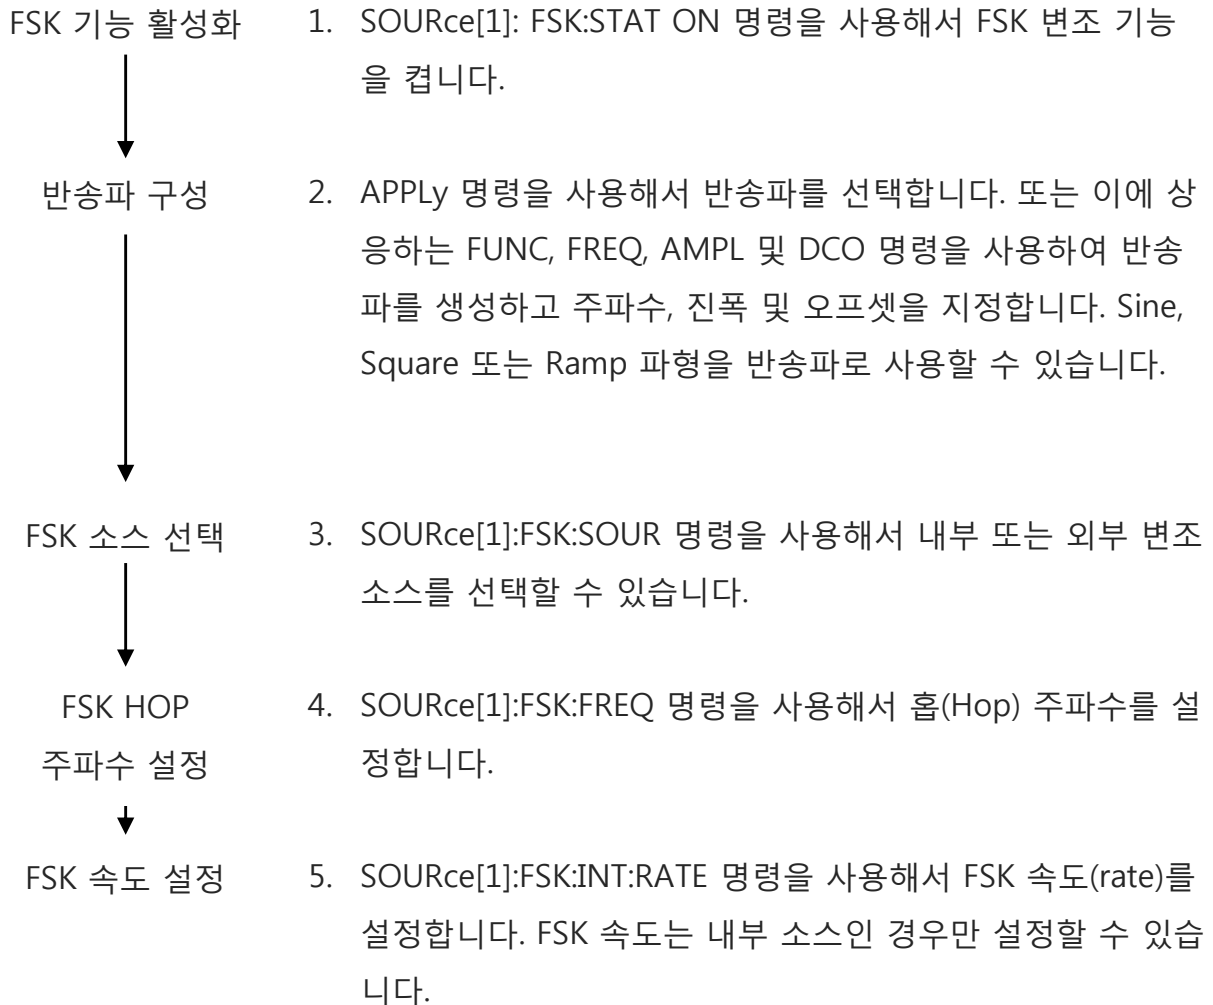 FSK 기능 활성화
1. SOURce[1]: FSK:STAT ON 명령을 사용해서 FSK 변조 기능
을 켭니다.
반송파 구성
2. APPLy 명령을 사용해서 반송파를 선택합니다. 또는 이에 상
응하는 FUNC, FREQ, AMPL 및 DCO 명령을 사용하여 반송
파를 생성하고 주파수, 진폭 및 오프셋을 지정합니다. Sine,
Square 또는 Ramp 파형을 반송파로 사용할 수 있습니다.
FSK 소스 선택
3. SOURce[1]:FSK:SOUR 명령을 사용해서 내부 또는 외부 변조
소스를 선택할 수 있습니다.
FSK HOP
주파수 설정
4. SOURce[1]:FSK:FREQ 명령을 사용해서 홉(Hop) 주파수를 설
정합니다.
FSK 속도 설정
5. SOURce[1]:FSK:INT:RATE 명령을 사용해서 FSK 속도(rate)를
설정합니다. FSK 속도는 내부 소스인 경우만 설정할 수 있습
니다.